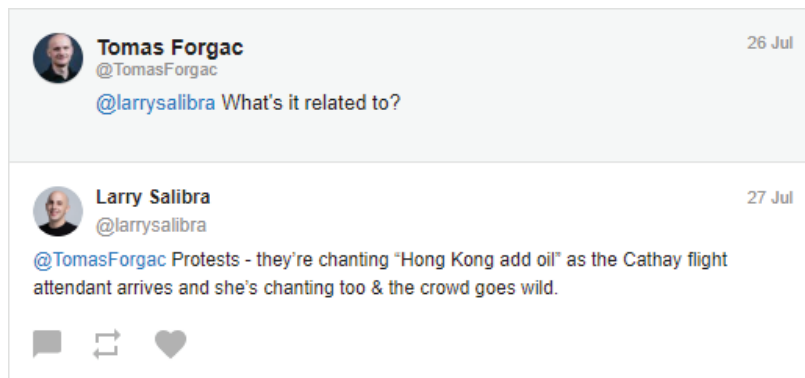 Tomas Forgac
26 Jul
@TomasForgac
@larrysalibra What's it related to?
Larry Salibra
27 Jul
@larrysalibra
@TomasForgac Protests - they’re chanting “Hong Kong add oil” as the Cathay flight
attendant arrives and she’s chanting too & the crowd goes wild.